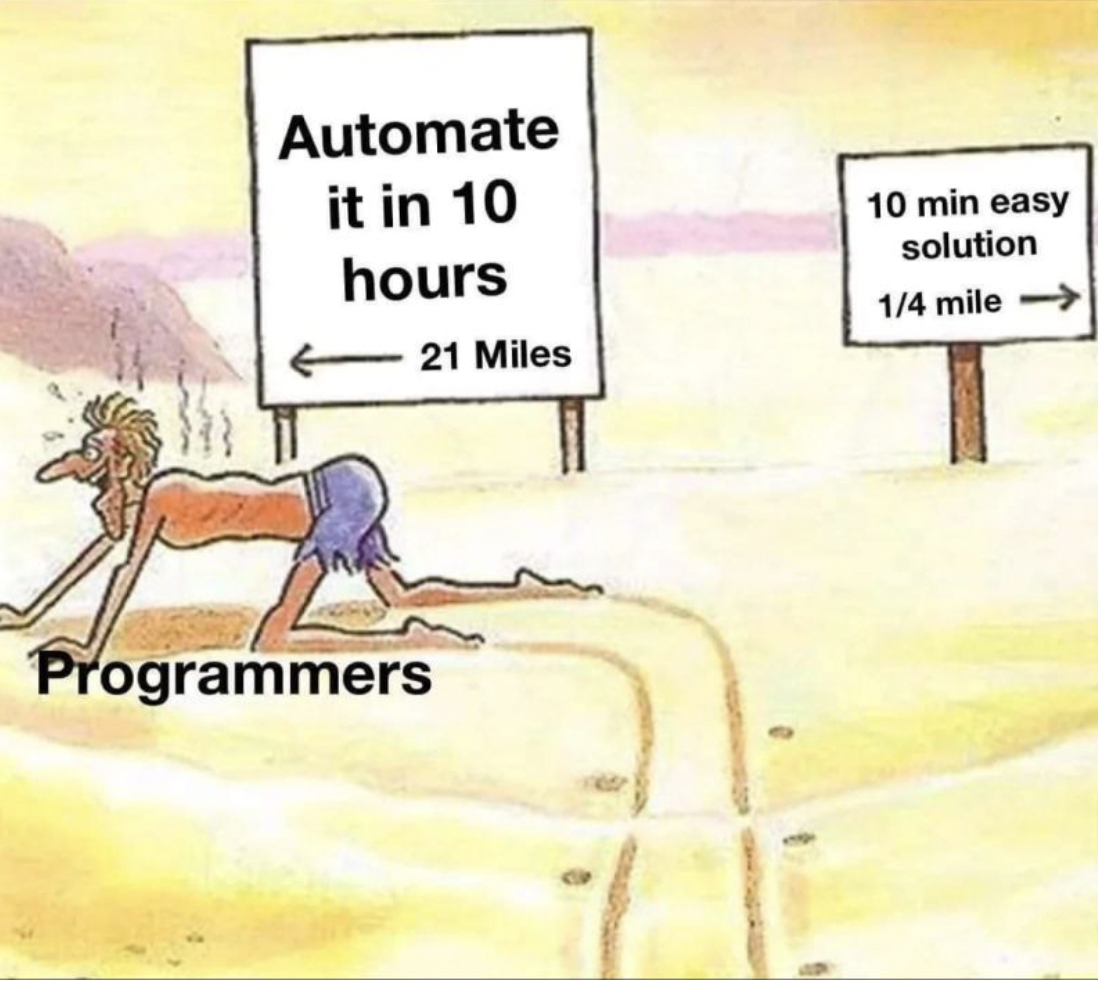 Automate
it in 10
hours
← 21 Miles
10 min easy
solution
1/4 mile →
Programmers